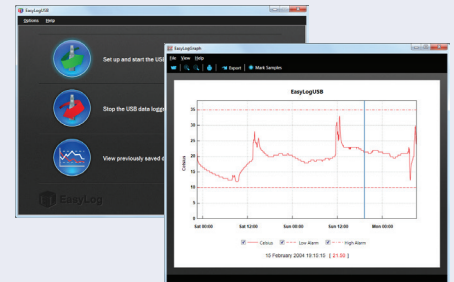 EasyLogUSB
Options Help
Set up and start the USB
Stop the USB data logg
View previously saved
EasyLog
EasyLogGraph
File View Help
Export Mark Samples
EasyLogUSB
Celsius
35
30
25
20
15
10
5
0
Sat 00:00 Sat 12:00 Sun 00:00 Sun 12:00 Mon 00:00
Celsius Low Alarm High Alarm
15 February 2004 19:10:10 [ 21.50 ]